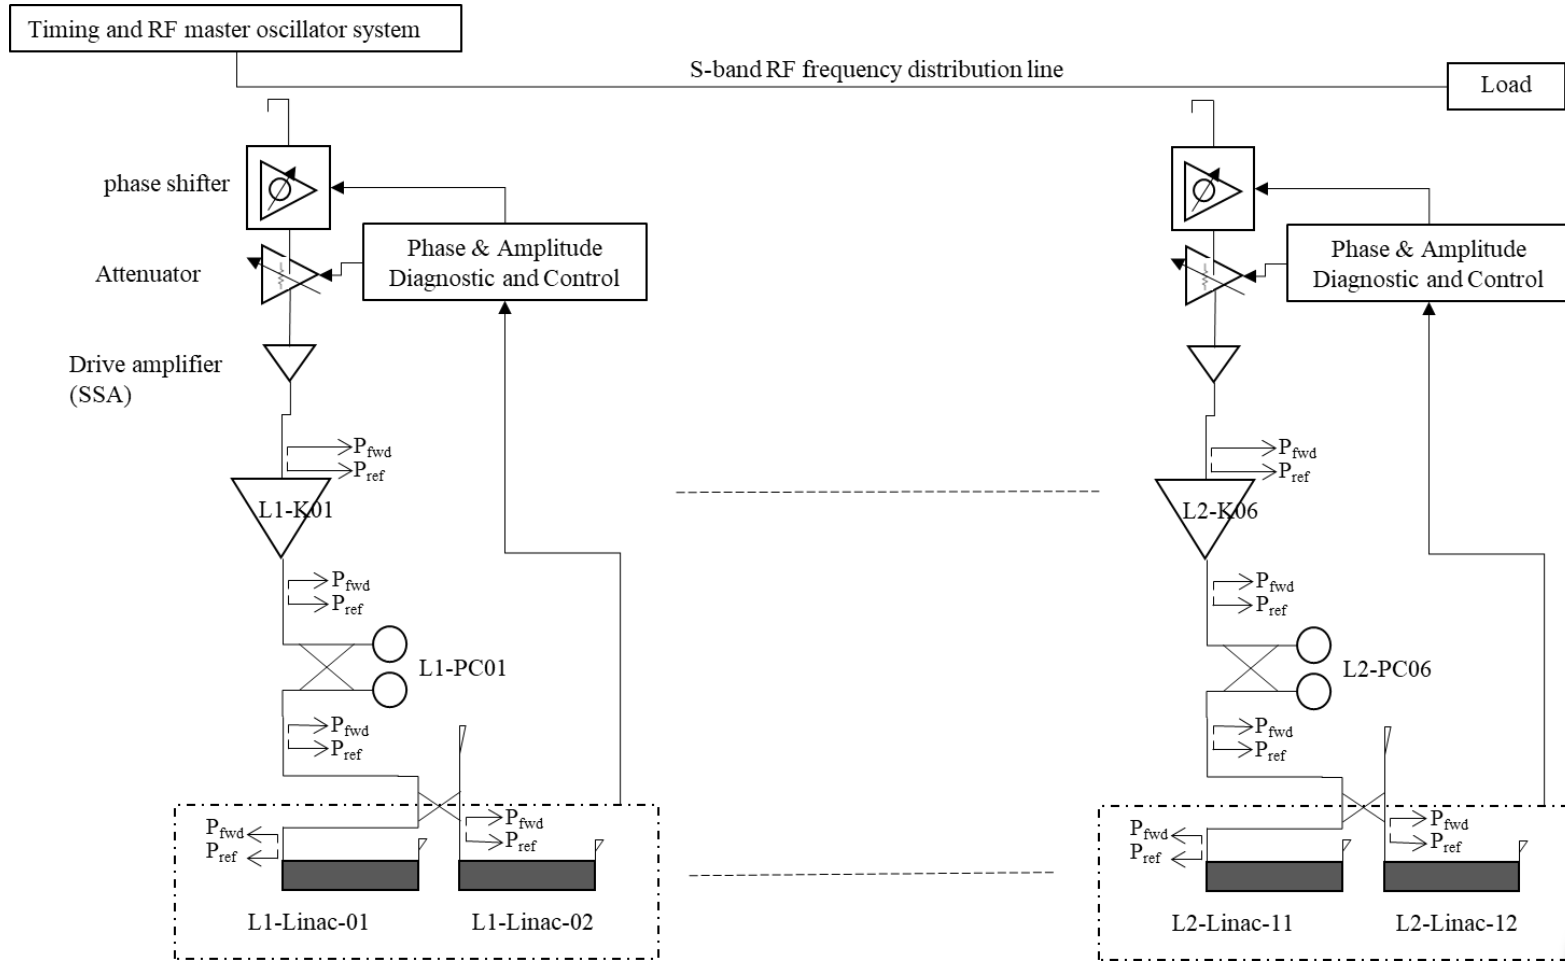 Timing and RF master oscillator system
S-band RF frequency distribution line
Load
phase shifter
Attenuator
Phase & Amplitude
Diagnostic and Control
Drive amplifier
(SSA)
Pfwd
Pref
L1-K01
Pfwd
Pref
L1-PC01
Pfwd
Pref
Pfwd
Pref
Pfwd
Pref
L1-Linac-01
L1-Linac-02
Phase & Amplitude
Diagnostic and Control
Pfwd
Pref
L2-K06
Pfwd
Pref
L2-PC06
Pfwd
Pref
Pfwd
Pref
Pfwd
Pref
L2-Linac-11
L2-Linac-12